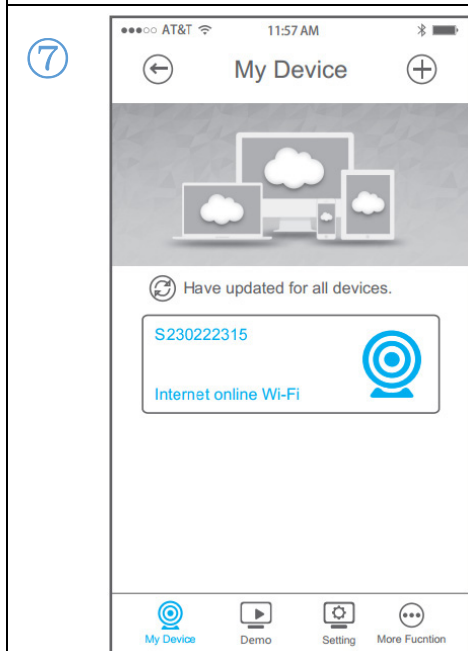 ⑦
AT&T 11:57 AM
My Device
Have updated for all devices.
S230222315
Internet online Wi-Fi
My Device Demo Setting More Fucntion